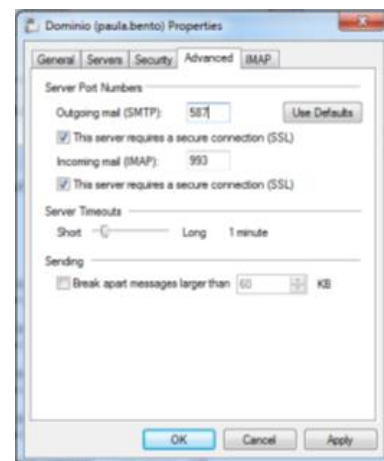 Dominio (paula.bento) Properties
General Servers Security Advanced IMAP
Server Port Numbers
Outgoing mail (SMTP): 587 Use Defaults
This server requires a secure connection (SSL)
Incoming mail (IMAP): 993
This server requires a secure connection (SSL)
Server Timeouts
Short Long 1 minute
Sending
Break apart messages larger than 60 KB
OK Cancel Apply